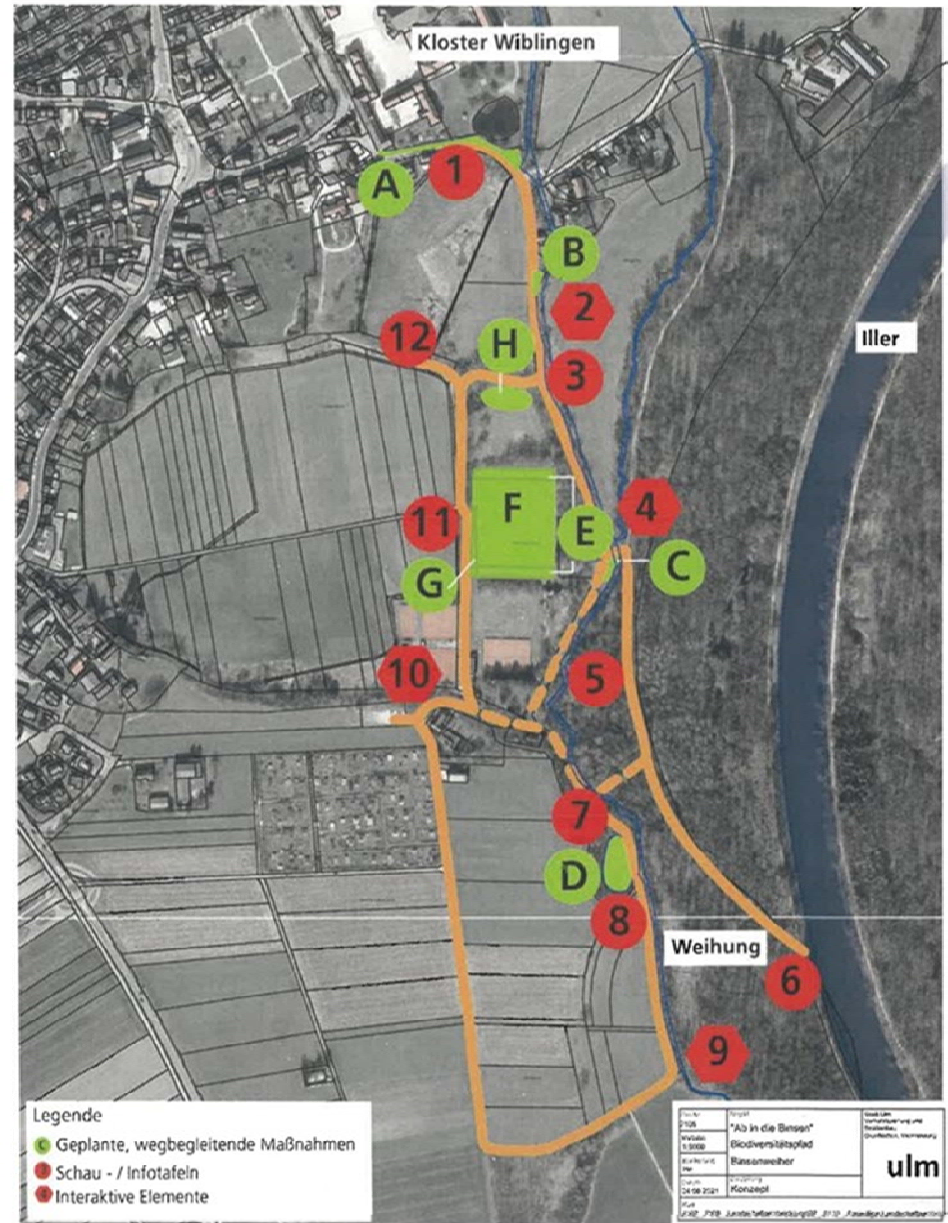 Kloster Wiblingen
A
1
B
2
12
H
3
Iller
F
4
11
E
C
G
10
5
7
D
8
Weihung
6
9
Legende
C Geplante, wegbegleitende Maßnahmen
Schau - / Infotafeln
Interaktive Elemente
"Ab in die Binsen"
Biodiversitätspfad
Binsenweiher
Konzept
ulm